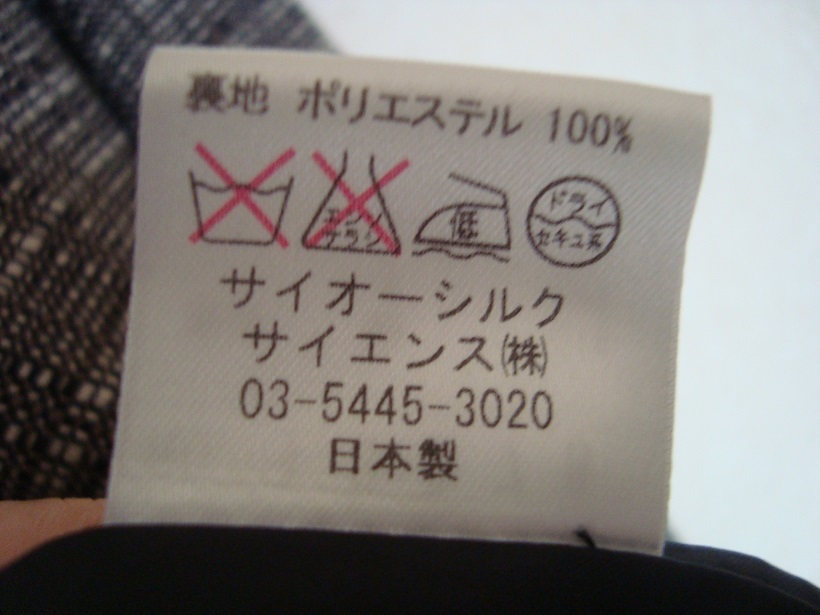 裏地 ポリエステル 100%
エンソ
サラシ
低
ドライ
セキユ系
サイオーシルク
サイエンス㈱
03-5445-3020
日本製